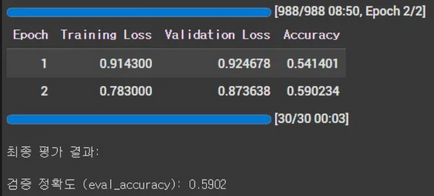 [988/988 08:50, Epoch 2/2]
Epoch Training Loss Validation Loss Accuracy
1 0.914300 0.924678 0.541401
2 0.783000 0.873638 0.590234
[30/30 00:03]
최종 평가 결과:
검증 정확도 (eval_accuracy): 0.5902